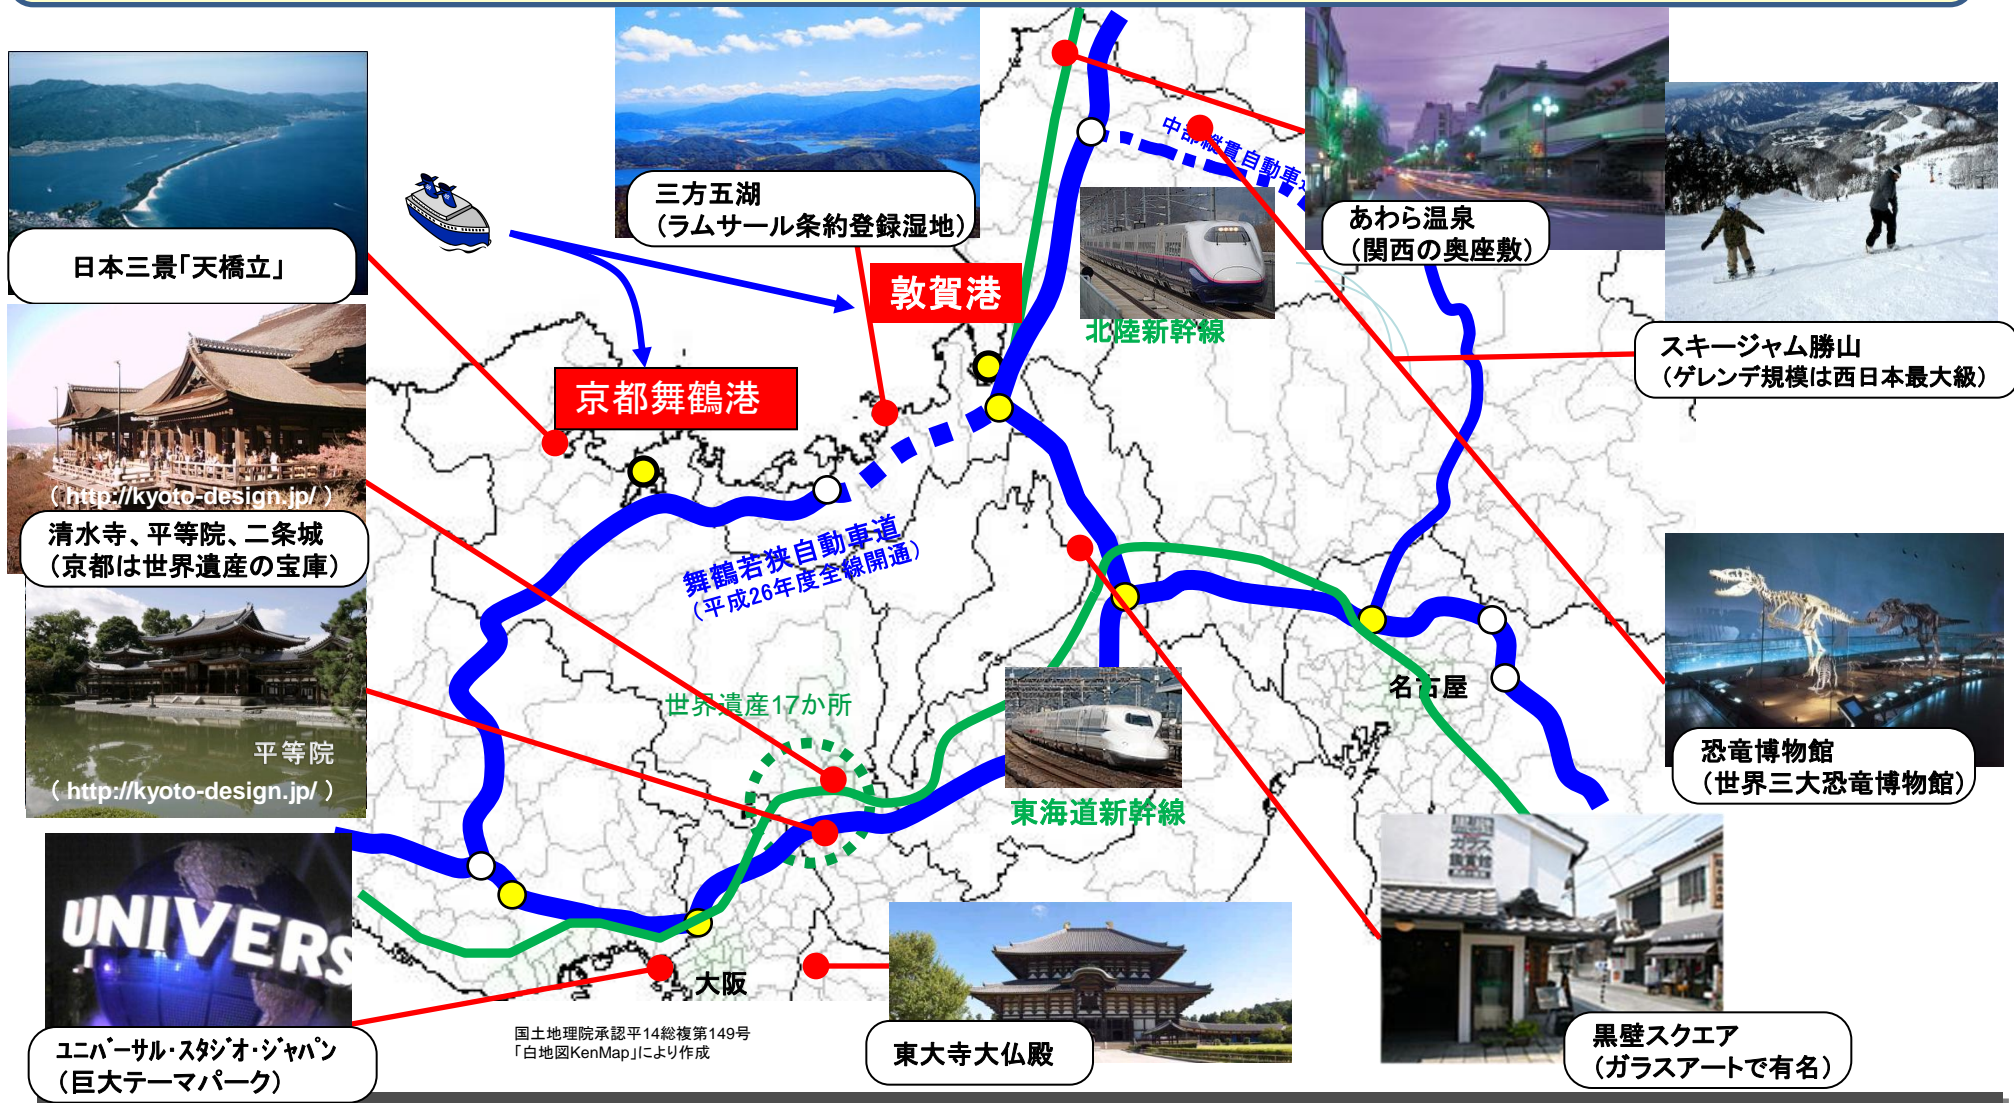 中部縦貫自動車道
三方五湖
（ラムサール条約登録湿地）
あわら温泉
（関西の奥座敷）
日本三景「天橋立」
敦賀港
北陸新幹線
スキージャム勝山
（ゲレンデ規模は西日本最大級）
京都舞鶴港
（ http://kyoto-design.jp/ ）
清水寺、平等院、二条城
（京都は世界遺産の宝庫）
舞鶴若狭自動車道
（平成26年度全線開通）
世界遺産17か所
名古屋
平等院
（ http://kyoto-design.jp/ ）
恐竜博物館
（世界三大恐竜博物館）
東海道新幹線
ガラス
UNIVERS
大阪
国土地理院承認平14総複第149号
「白地図KenMap」により作成
東大寺大仏殿
黒壁スクエア
（ガラスアートで有名）
ﾕﾆﾊﾞｰｻﾙ・ｽﾀｼﾞｵ・ｼﾞｬﾊﾟﾝ
（巨大テーマパーク）